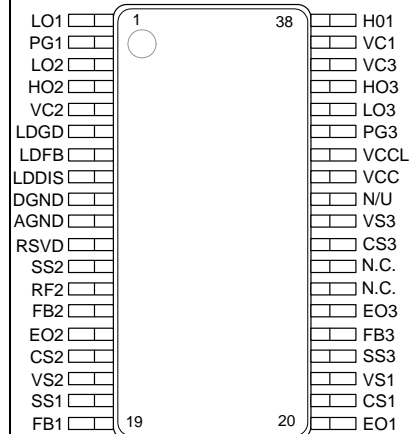 LO1 1 38 H01
PG1 VC1
LO2 VC3
HO2 HO3
VC2 LO3
LDGD PG3
LDFB VCCL
LDDIS VCC
DGND N/U
AGND VS3
RSVD CS3
SS2 N.C.
RF2 N.C.
FB2 EO3
EO2 FB3
CS2 SS3
VS2 VS1
SS1 CS1
FB1 19 20 EO1